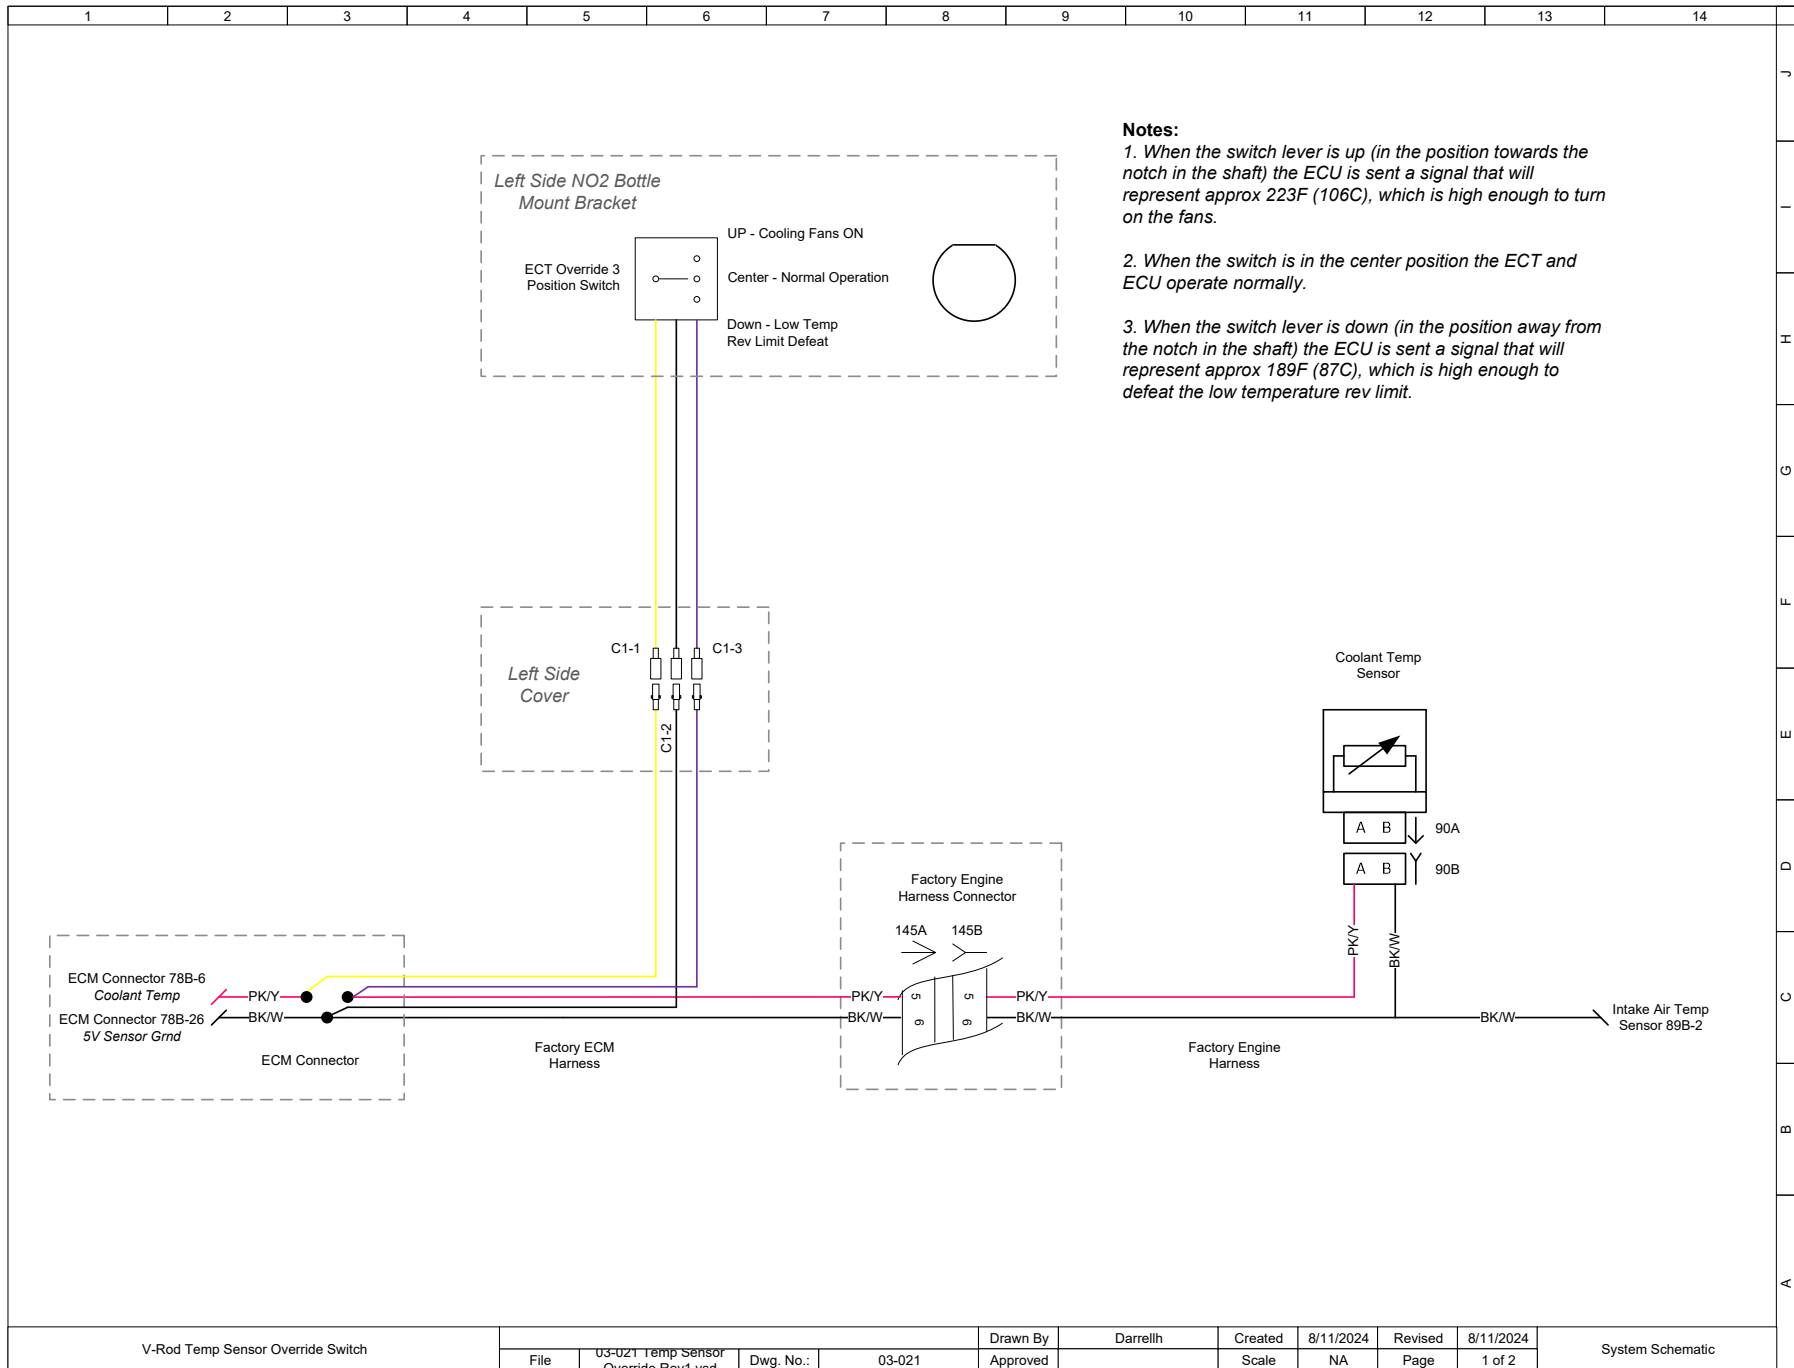 1 2 3 4 5 6 7 8 9 10 11 12 13 14
J
I
H
G
F
E
D
C
B
A
Notes:
1. When the switch lever is up (in the position towards the
notch in the shaft) the ECU is sent a signal that will
represent approx 223F (106C), which is high enough to turn
on the fans.
2. When the switch is in the center position the ECT and
ECU operate normally.
3. When the switch lever is down (in the position away from
the notch in the shaft) the ECU is sent a signal that will
represent approx 189F (87C), which is high enough to
defeat the low temperature rev limit.
Left Side NO2 Bottle
Mount Bracket
UP - Cooling Fans ON
ECT Override 3
Position Switch
Center - Normal Operation
Down - Low Temp
Rev Limit Defeat
C1-1
C1-3
C1-2
Left Side
Cover
Coolant Temp
Sensor
A B
90A
A B
90B
PK/Y
BK/W
Factory Engine
Harness Connector
145A
145B
5
6
5
6
ECM Connector 78B-6
Coolant Temp
PK/Y
PK/Y
PK/Y
ECM Connector 78B-26
5V Sensor Grnd
BK/W
BK/W
BK/W
BK/W
Intake Air Temp
Sensor 89B-2
ECM Connector
Factory ECM
Harness
Factory Engine
Harness
V-Rod Temp Sensor Override Switch
File
03-021 Temp Sensor
Override Rev1.vsd
Dwg. No.:
03-021
Drawn By
Darrellh
Created
8/11/2024
Revised
8/11/2024
Approved
Scale
NA
Page
1 of 2
System Schematic